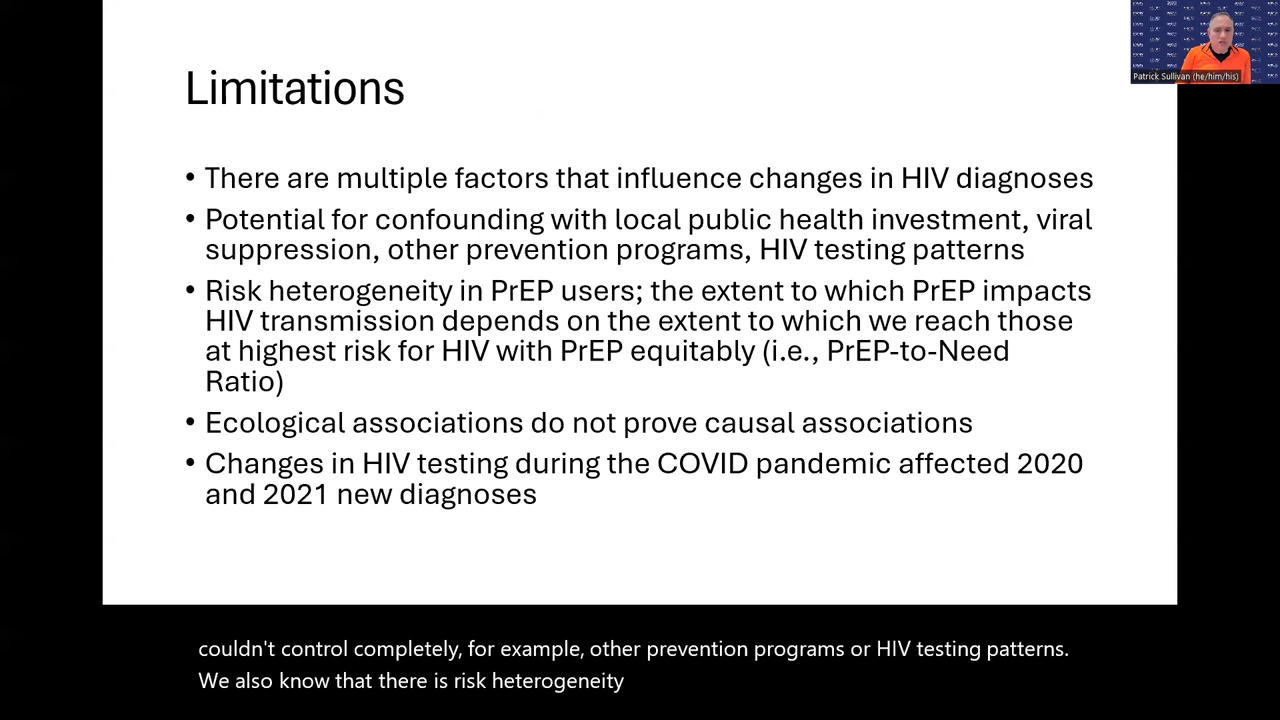 Limitations
• There are multiple factors that influence changes in HIV diagnoses
• Potential for confounding with local public health investment, viral
suppression, other prevention programs, HIV testing patterns
• Risk heterogeneity in PrEP users; the extent to which PrEP impacts
HIV transmission depends on the extent to which we reach those
at highest risk for HIV with PrEP equitably (i.e., PrEP-to-Need
Ratio)
• Ecological associations do not prove causal associations
• Changes in HIV testing during the COVID pandemic affected 2020
and 2021 new diagnoses
Patrick Sullivan (he/him/his)
couldn't control completely, for example, other prevention programs or HIV testing patterns.
We also know that there is risk heterogeneity